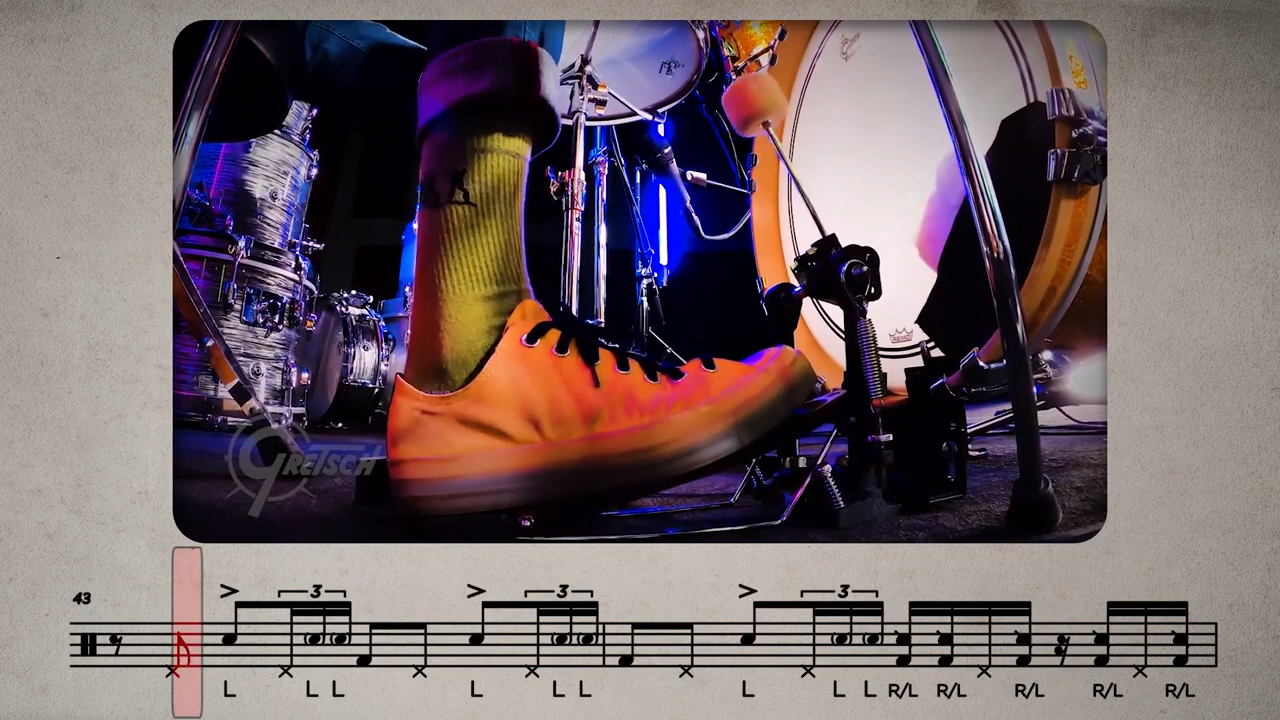 GRETSCH
REMO
43
3 3 3
L L L L L L L L L R/L R/L R/L R/L R/L